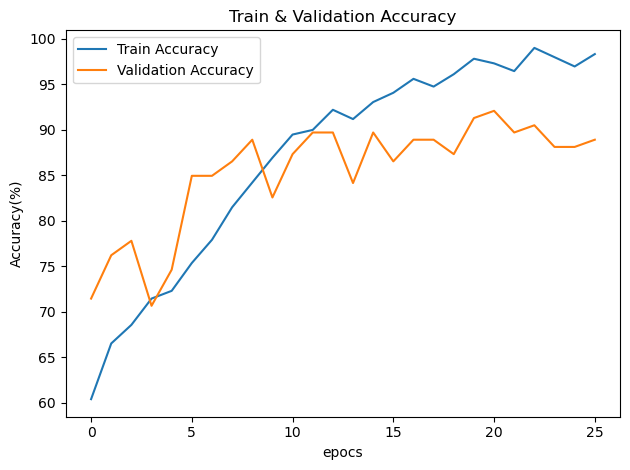 Train & Validation Accuracy
Train Accuracy
Validation Accuracy
Accuracy(%)
100
95
90
85
80
75
70
65
60
0 5 10 15 20 25
epocs